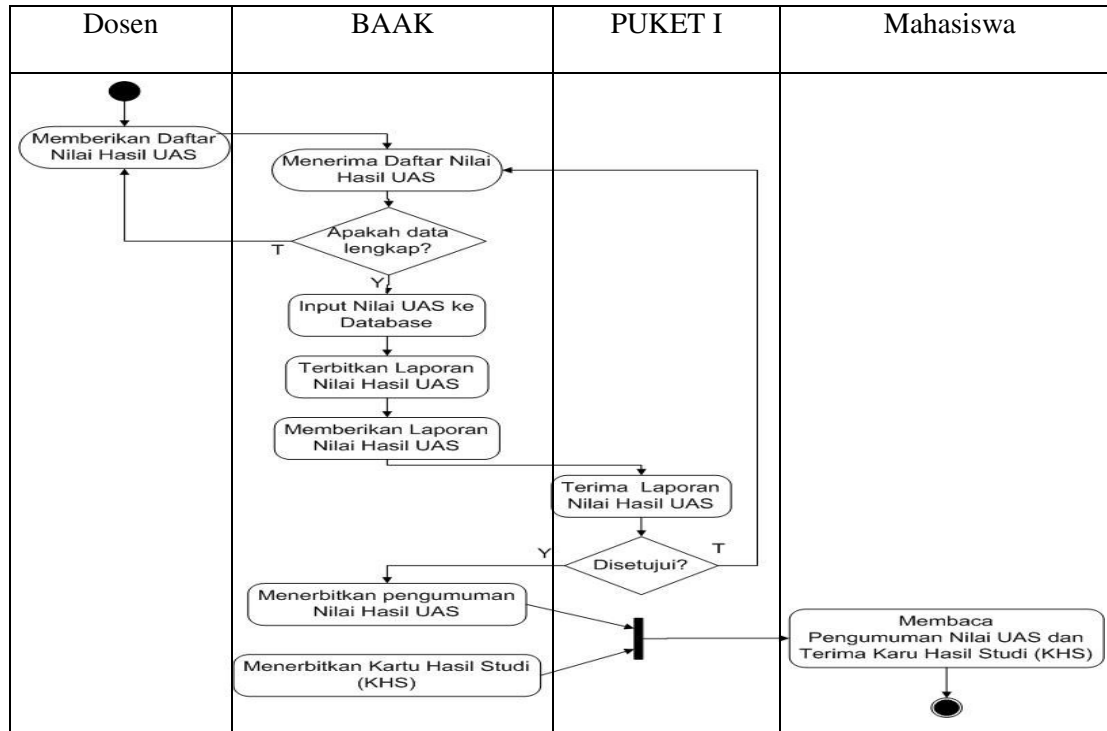 Dosen
BAAK
PUKET I
Mahasiswa
Memberikan Daftar
Nilai Hasil UAS
Menerima Daftar Nilai
Hasil UAS
Apakah data
lengkap?
T
Y
Input Nilai UAS ke
Database
Terbitkan Laporan
Nilai Hasil UAS
Memberikan Laporan
Nilai Hasil UAS
Terima Laporan
Nilai Hasil UAS
Disetujui?
Y
T
Menerbitkan pengumuman
Nilai Hasil UAS
Menerbitkan Kartu Hasil Studi
(KHS)
Membaca
Pengumuman Nilai UAS dan
Terima Karu Hasil Studi (KHS)